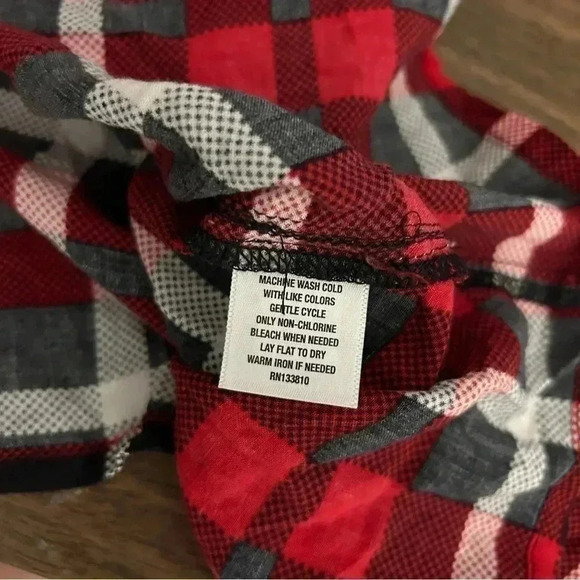 MACHINE WASH COLD
WITH LIKE COLORS
GENTLE CYCLE
ONLY NON-CHLORINE
BLEACH WHEN NEEDED
LAY FLAT TO DRY
WARM IRON IF NEEDED
RN133810